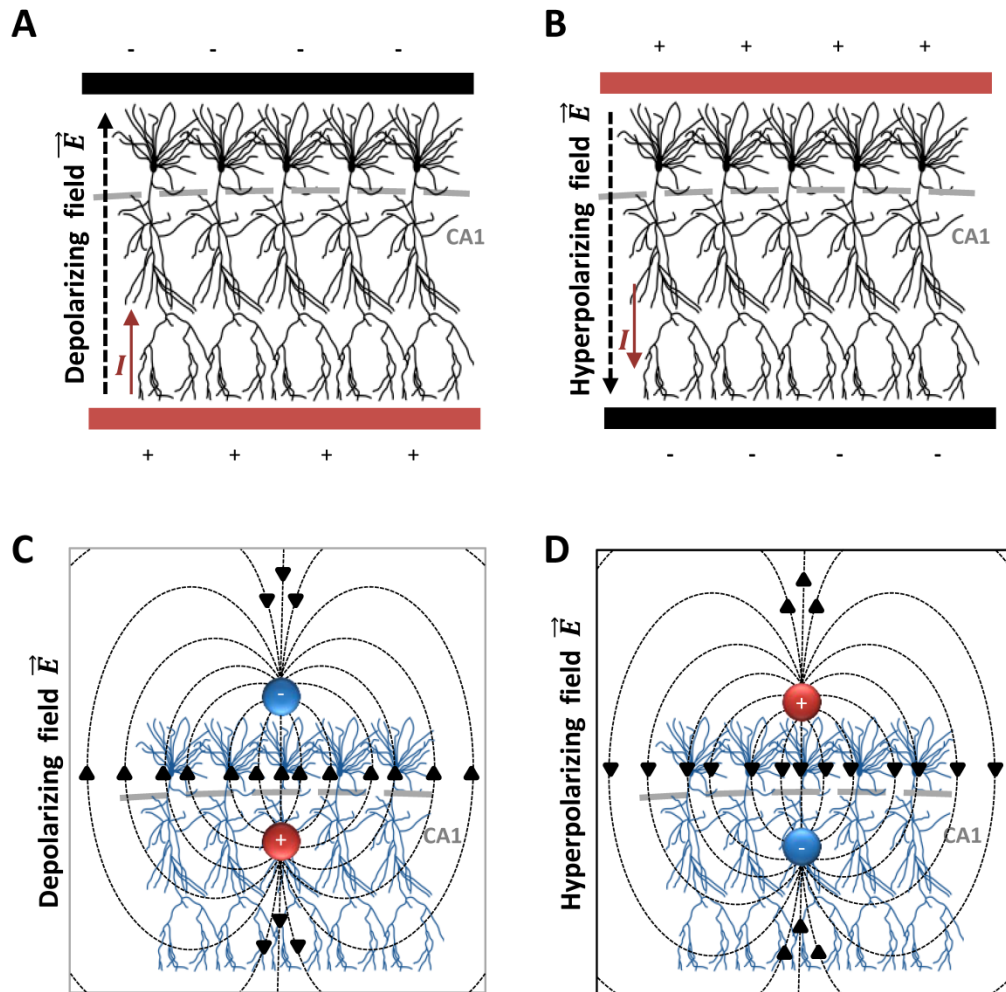 A
- - - -
Depolarizing field E
I
CA1
+ + + +
B
+ + + +
Hyperpolarizing field E
I
CA1
- - - -
C
Depolarizing field E
-
+
CA1
D
Hyperpolarizing field E
+
-
CA1